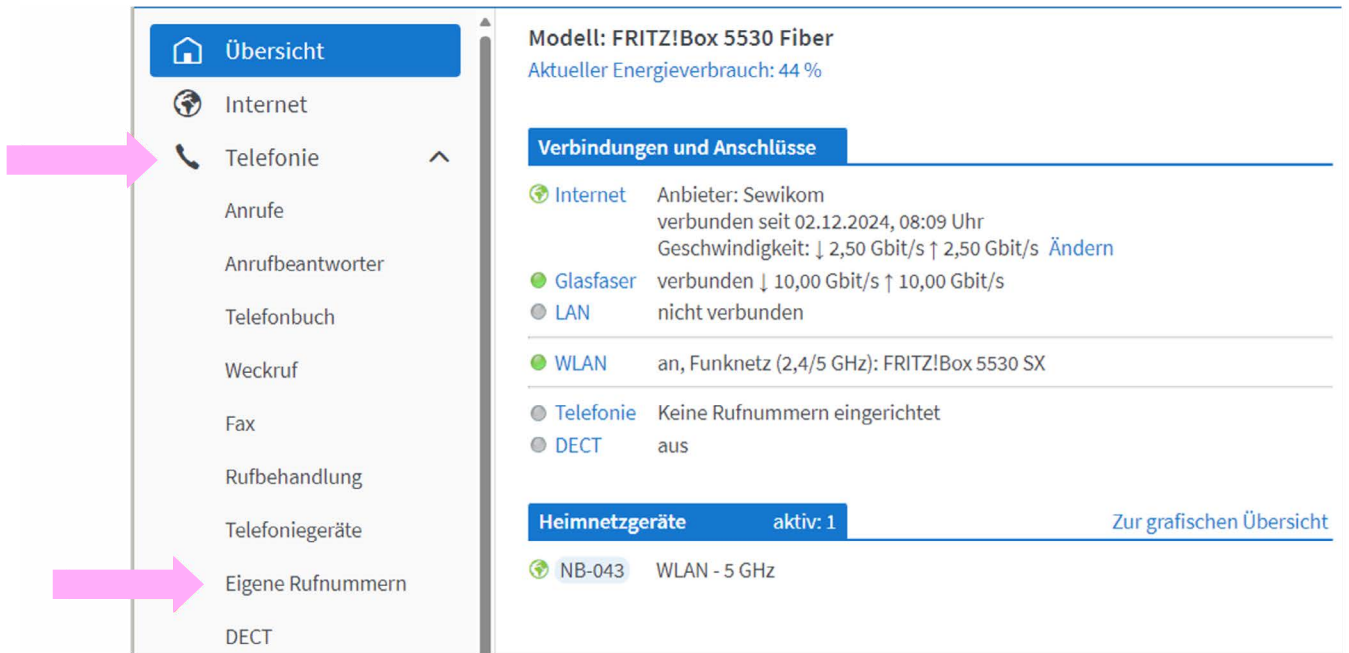 Übersicht
Internet
Telefonie
Anrufe
Anrufbeantworter
Telefonbuch
Weckruf
Fax
Rufbehandlung
Telefoniegeräte
Eigene Rufnummern
DECT
Modell: FRITZ!Box 5530 Fiber
Aktueller Energieverbrauch: 44 %
Verbindungen und Anschlüsse
Internet Anbieter: Sewikom
verbunden seit 02.12.2024, 08:09 Uhr
Geschwindigkeit: ↓ 2,50 Gbit/s ↑ 2,50 Gbit/s Ändern
Glasfaser verbunden ↓ 10,00 Gbit/s ↑ 10,00 Gbit/s
LAN nicht verbunden
WLAN an, Funknetz (2,4/5 GHz): FRITZ!Box 5530 SX
Telefonie Keine Rufnummern eingerichtet
DECT aus
Heimnetzgeräte aktiv: 1 Zur grafischen Übersicht
NB-043 WLAN - 5 GHz